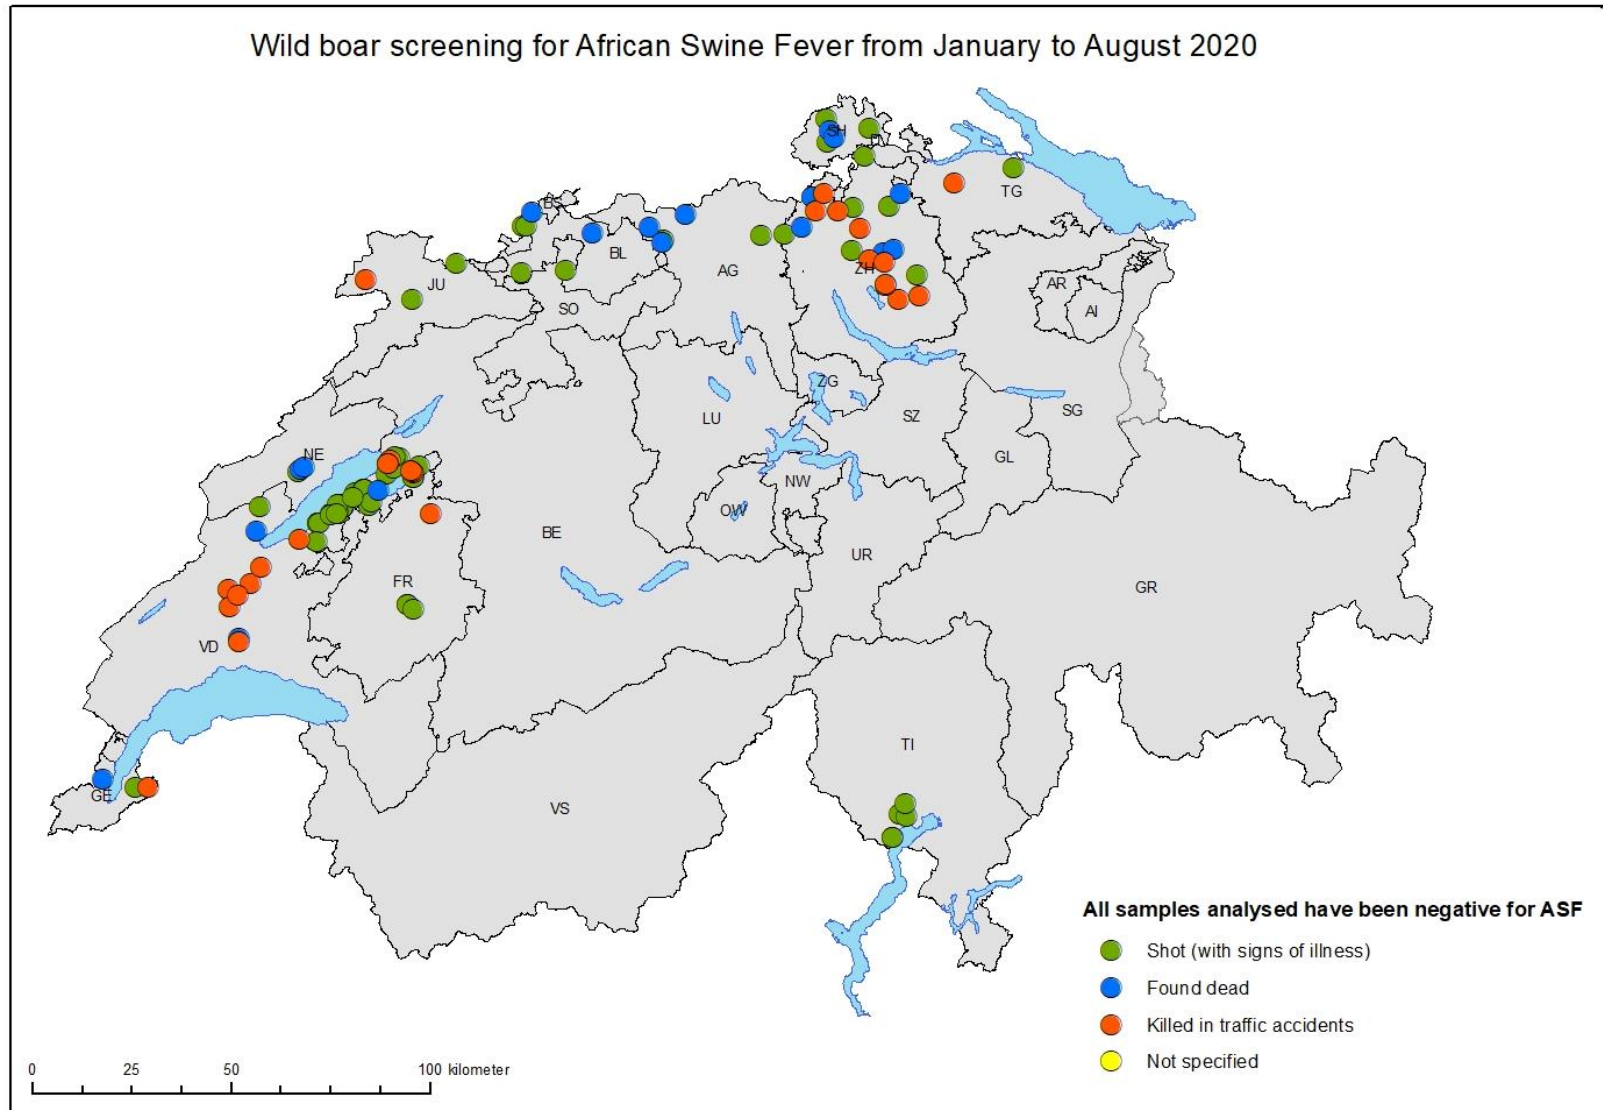 Wild boar screening for African Swine Fever from January to August 2020
SH
TG
BS
BL
AG
ZH
JU
SO
AR
AI
ZG
LU
SZ
SG
NE
GL
NW
OW
BE
UR
FR
GR
VD
TI
GE
VS
All samples analysed have been negative for ASF
Shot (with signs of illness)
Found dead
Killed in traffic accidents
Not specified
0 25 50 100 kilometer